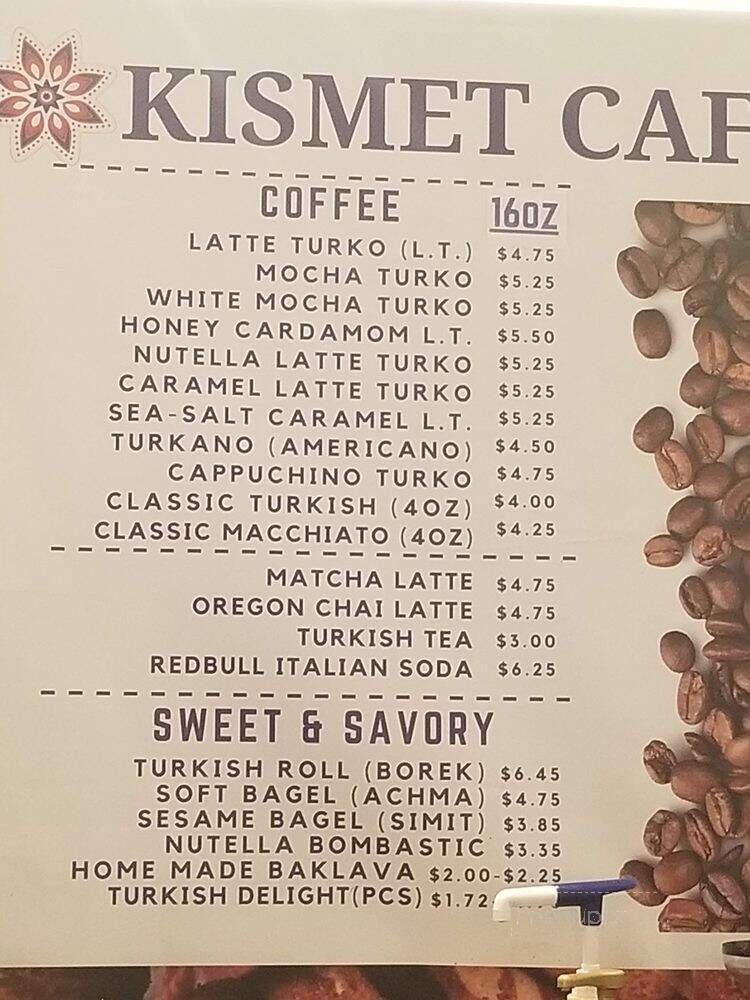 KISMET CAF
COFFEE 16OZ
LATTE TURKO (L.T.) $4.75
MOCHA TURKO $5.25
WHITE MOCHA TURKO $5.25
HONEY CARDAMOM L.T. $5.50
NUTELLA LATTE TURKO $5.25
CARAMEL LATTE TURKO $5.25
SEA-SALT CARAMEL L.T. $5.25
TURKANO (AMERICANO) $4.50
CAPPUCHINO TURKO $4.75
CLASSIC TURKISH (4OZ) $4.00
CLASSIC MACCHIATO (4OZ) $4.25
MATCHA LATTE $4.75
OREGON CHAI LATTE $4.75
TURKISH TEA $3.00
REDBULL ITALIAN SODA $6.25
SWEET & SAVORY
TURKISH ROLL (BOREK) $6.45
SOFT BAGEL (ACHMA) $4.75
SESAME BAGEL (SIMIT) $3.85
NUTELLA BOMBASTIC $3.35
HOME MADE BAKLAVA $2.00-$2.25
TURKISH DELIGHT(PCS) $1.72